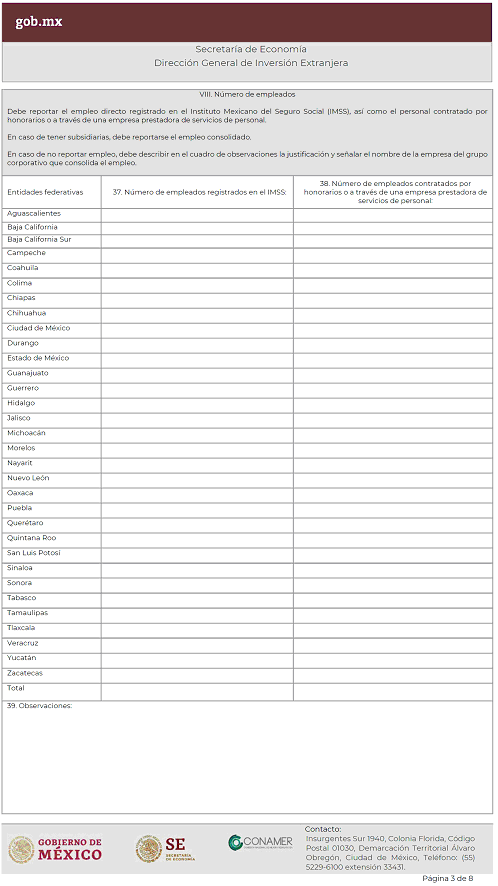 gob.mx
Secretaría de Economía
Dirección General de Inversión Extranjera
VIII. Número de empleados
Debe reportar el empleo directo registrado en el Instituto Mexicano del Seguro Social (IMSS), así como el personal contratado por
honorarios o a través de una empresa prestadora de servicios de personal.
En caso de tener subsidiarias, debe reportarse el empleo consolidado.
En caso de no reportar empleo, debe describir en el cuadro de observaciones la justificación y señalar el nombre de la empresa del grupo
corporativo que consolida el empleo.
Entidades federativas
37. Número de empleados registrados en el IMSS:
38. Número de empleados contratados por
honorarios o a través de una empresa prestadora de
servicios de personal:
Aguascalientes
Baja California
Baja California Sur
Campeche
Coahuila
Colima
Chiapas
Chihuahua
Ciudad de México
Durango
Estado de México
Guanajuato
Guerrero
Hidalgo
Jalisco
Michoacán
Morelos
Nayarit
Nuevo León
Oaxaca
Puebla
Querétaro
Quintana Roo
San Luis Potosí
Sinaloa
Sonora
Tabasco
Tamaulipas
Tlaxcala
Veracruz
Yucatán
Zacatecas
Total
39. Observaciones:
GOBIERNO DE
MÉXICO
SE
SECRETARÍA
DE ECONOMÍA
CONAMER
Contacto:
Insurgentes Sur 1940, Colonia Florida, Código
Postal 01030, Demarcación Territorial Álvaro
Obregón, Ciudad de México, Teléfono: (55)
5229-6100 extensión 33431.
Página 3 de 8